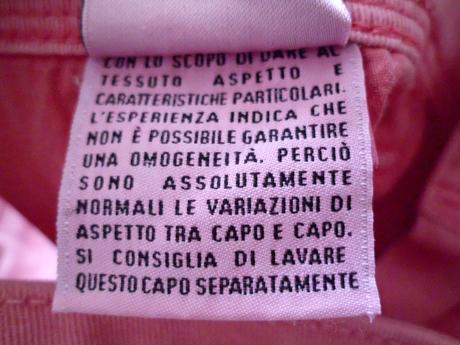 CON LO SCOPO DI DARE AL
TESSUTO ASPETTO E
CARATTERISTICHE PARTICOLARI.
L'ESPERIENZA INDICA CHE
NON È POSSIBILE GARANTIRE
UNA OMOGENEITÀ. PERCIÒ
SONO ASSOLUTAMENTE
NORMALI LE VARIAZIONI DI
ASPETTO TRA CAPO E CAPO.
SI CONSIGLIA DI LAVARE
QUESTO CAPO SEPARATAMENTE